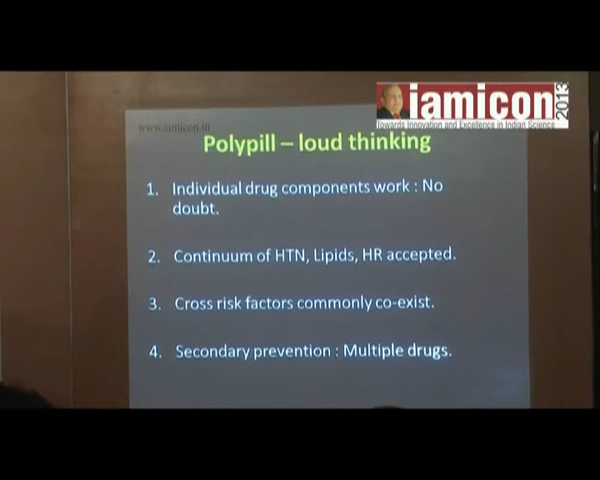 iamicon
2013
Towards Innovation and Excellence in Indian Science
www.iamicon.in
Polypill – loud thinking
1. Individual drug components work : No
doubt.
2. Continuum of HTN, Lipids, HR accepted.
3. Cross risk factors commonly co-exist.
4. Secondary prevention : Multiple drugs.